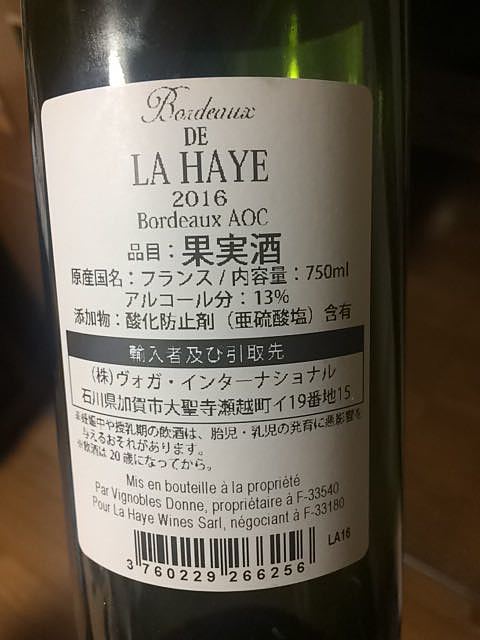 Bordeaux
DE
LA HAYE
2016
Bordeaux AOC
品目：果実酒
原産国名：フランス / 内容量：750ml
アルコール分：13%
添加物：酸化防止剤（亜硫酸塩）含有
輸入者及び引取先
(株)ヴォガ・インターナショナル
石川県加賀市大聖寺瀬越町イ19番地15
※妊娠中や授乳期の飲酒は、胎児・乳児の発育に悪影響を
与えるおそれがあります。
※飲酒は20歳になってから。
Mis en bouteille à la propriété
Par Vignobles Donne, propriétaire à F-33540
Pour La Haye Wines Sarl, négociant à F-33180
LA16
3 760229 266256